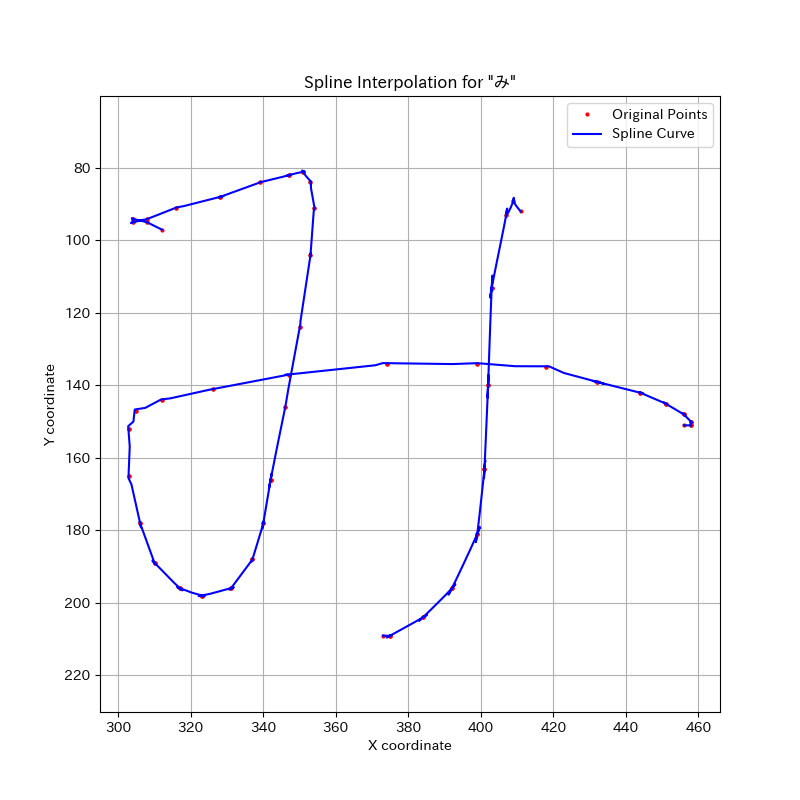 Spline Interpolation for "み"
Original Points
Spline Curve
Y coordinate
80
100
120
140
160
180
200
220
み
300 320 340 360 380 400 420 440 460
X coordinate